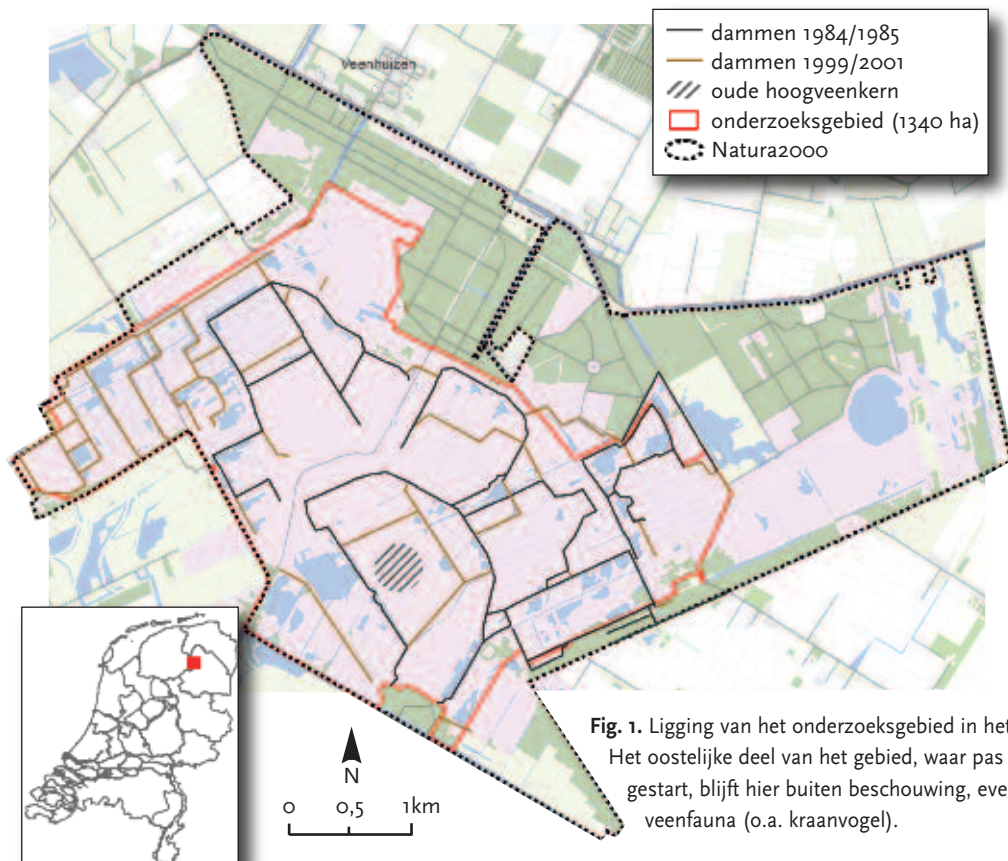 dammen 1984/1985
dammen 1999/2001
oude hoogveenkern
onderzoeksgebied (1340 ha)
Natura2000
Veenhuizen
N
0 0,5 1km
Fig. 1. Ligging van het onderzoeksgebied in het
Het oostelijke deel van het gebied, waar pas
gestart, blijft hier buiten beschouwing, eve
veenfauna (o.a. kraanvogel).